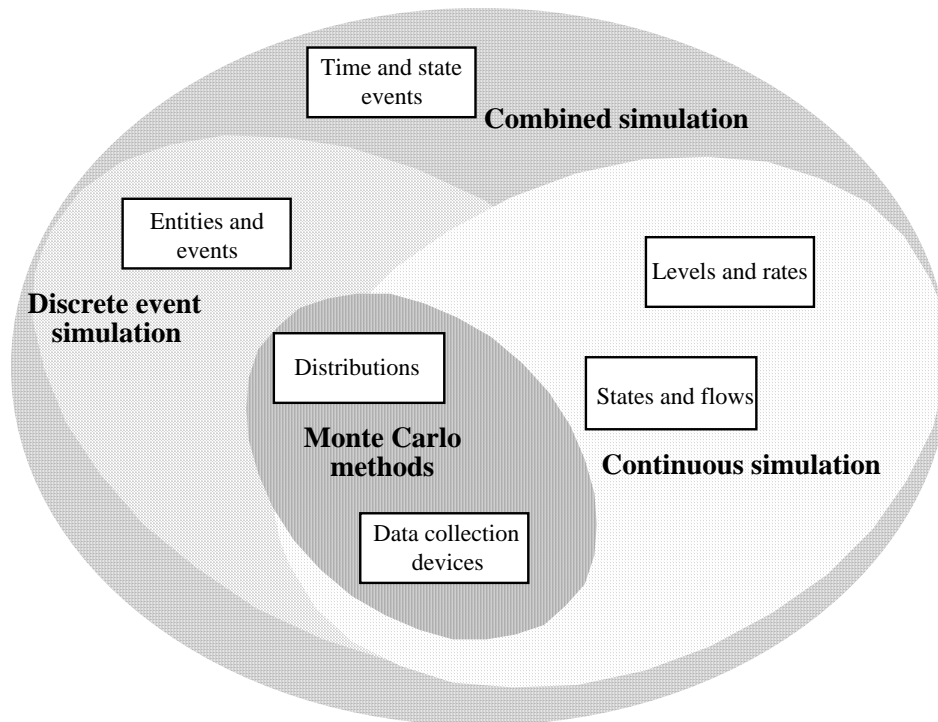 Time and state
events
Combined simulation
Entities and
events
Levels and rates
Discrete event
simulation
Distributions
States and flows
Monte Carlo
methods
Continuous simulation
Data collection
devices